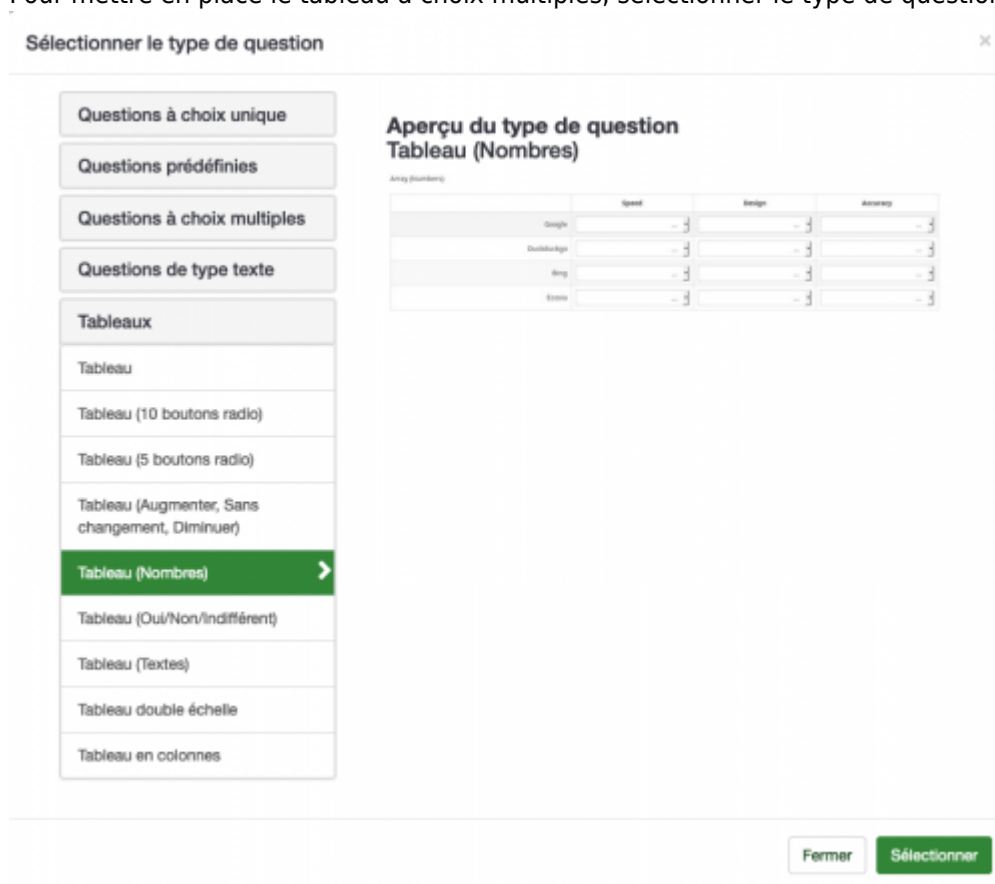 Pour mettre en place le tableau à choix multiples, sélectionner le type de question
Sélectionner le type de question ×
Questions à choix unique
Questions prédéfinies
Questions à choix multiples
Questions de type texte
Tableaux
Tableau
Tableau (10 boutons radio)
Tableau (5 boutons radio)
Tableau (Augmenter, Sans
changement, Diminuer)
Tableau (Nombres)
Tableau (Oui/Non/Indifférent)
Tableau (Textes)
Tableau double échelle
Tableau en colonnes
Aperçu du type de question
Tableau (Nombres)
Array (Numbers)
Speed Design Accuracy
Google ... ... ...
DuckduckGo ... ... ...
Bing ... ... ...
Ecosia ... ... ...
Fermer Sélectionner